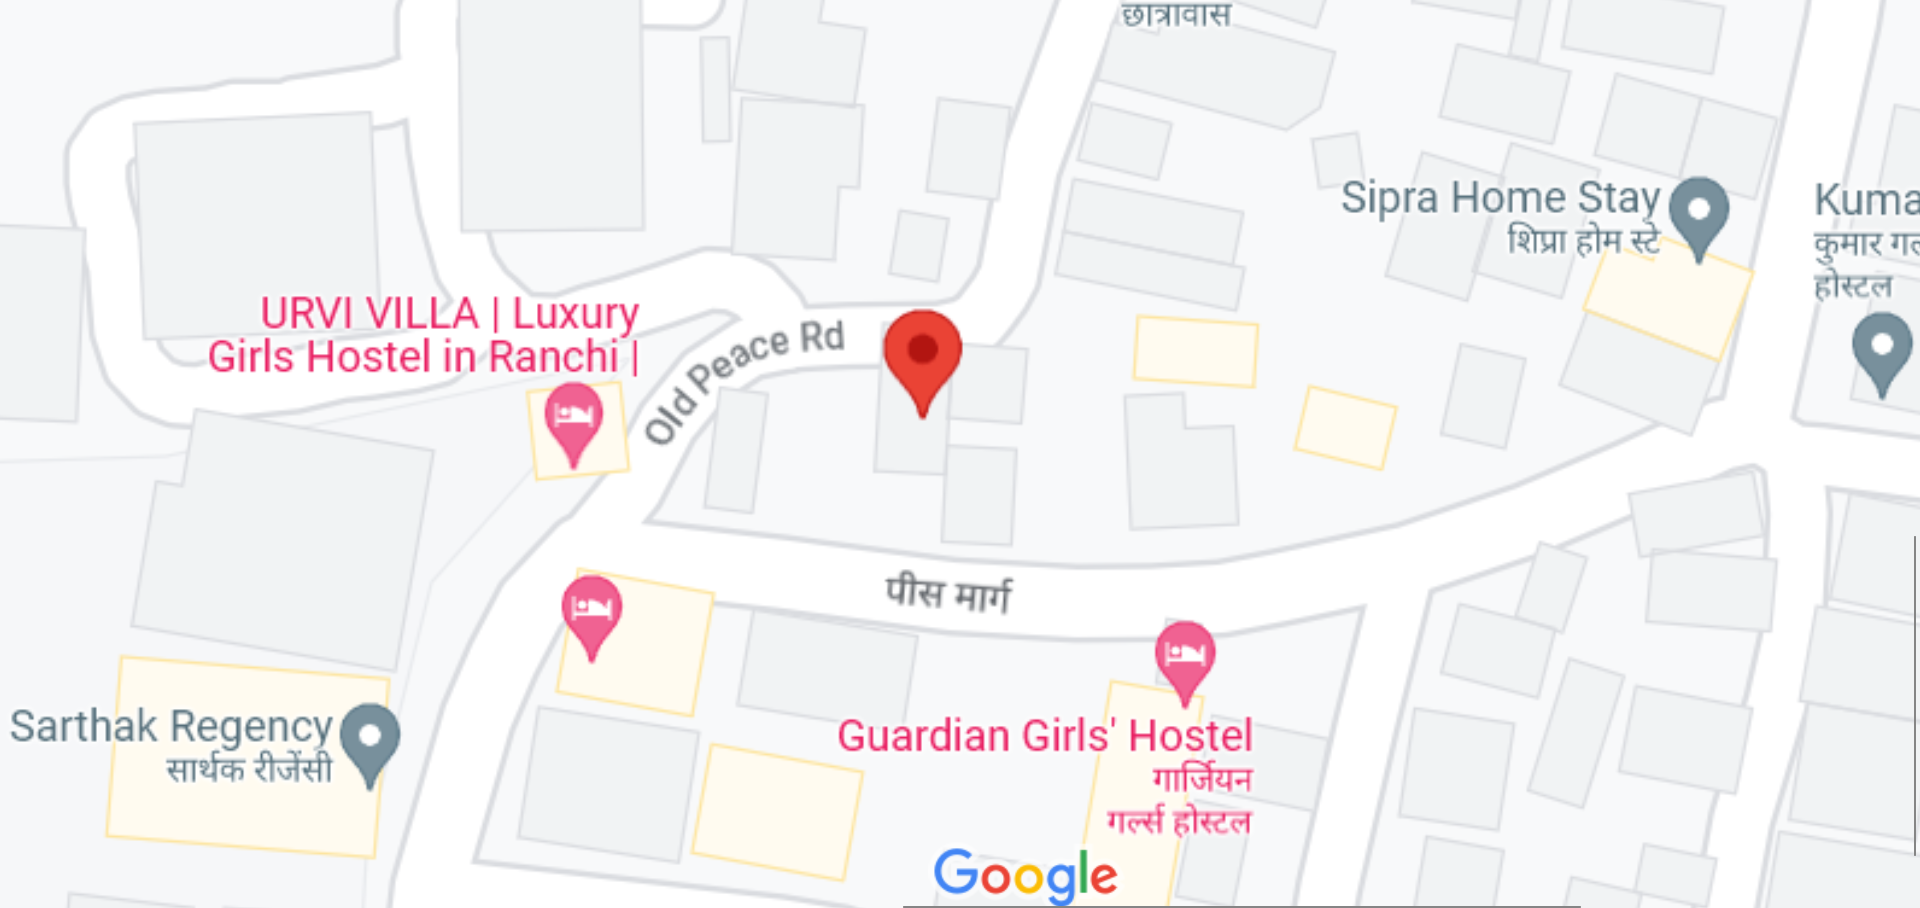 छात्रावास
Sipra Home Stay
शिप्रा होम स्टे
Kuma
कुमार गर्ल
होस्टल
URVI VILLA | Luxury
Girls Hostel in Ranchi |
Old Peace Rd
पीस मार्ग
Sarthak Regency
सार्थक रीजेंसी
Guardian Girls' Hostel
गार्जियन
गर्ल्स होस्टल
Google